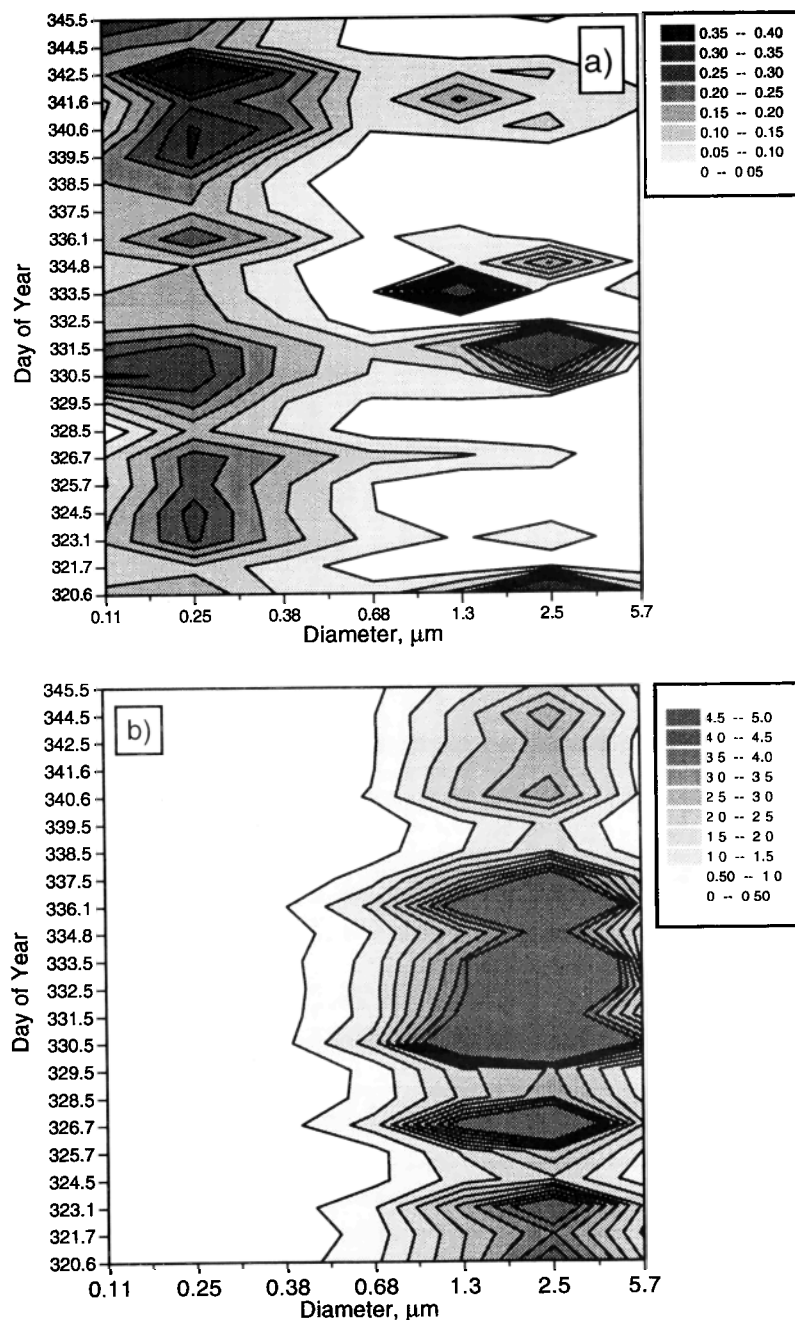 345.5
344.5
342.5
341.6
340.6
339.5
338.5
337.5
336.1
334.8
333.5
332.5
331.5
330.5
329.5
328.5
326.7
325.7
324.5
323.1
321.7
320.6
Day of Year
a)
0.11 0.25 0.38 0.68 1.3 2.5 5.7
Diameter, μm
0.35 -- 0.40
0.30 -- 0.35
0.25 -- 0.30
0.20 -- 0.25
0.15 -- 0.20
0.10 -- 0.15
0.05 -- 0.10
0 -- 0 05
345.5
344.5
342.5
341.6
340.6
339.5
338.5
337.5
336.1
334.8
333.5
332.5
331.5
330.5
329.5
328.5
326.7
325.7
324.5
323.1
321.7
320.6
Day of Year
b)
0.11 0.25 0.38 0.68 1.3 2.5 5.7
Diameter, μm
4.5 -- 5.0
4 0 -- 4.5
3 5 -- 4.0
3 0 -- 3 5
2 5 -- 3 0
2 0 -- 2 5
1 5 -- 2 0
1 0 -- 1.5
0.50 -- 1 0
0 -- 0 50